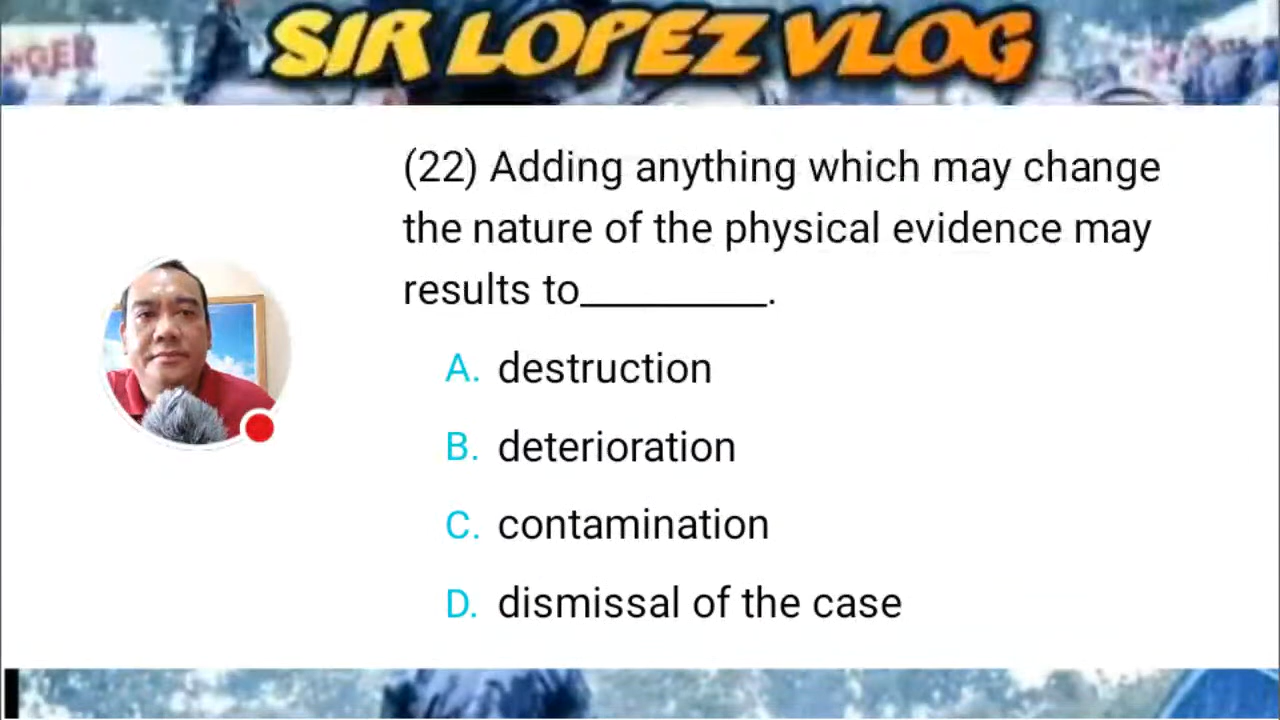 SIR LOPEZ VLOG
(22) Adding anything which may change
the nature of the physical evidence may
results to_________.
A. destruction
B. deterioration
C. contamination
D. dismissal of the case